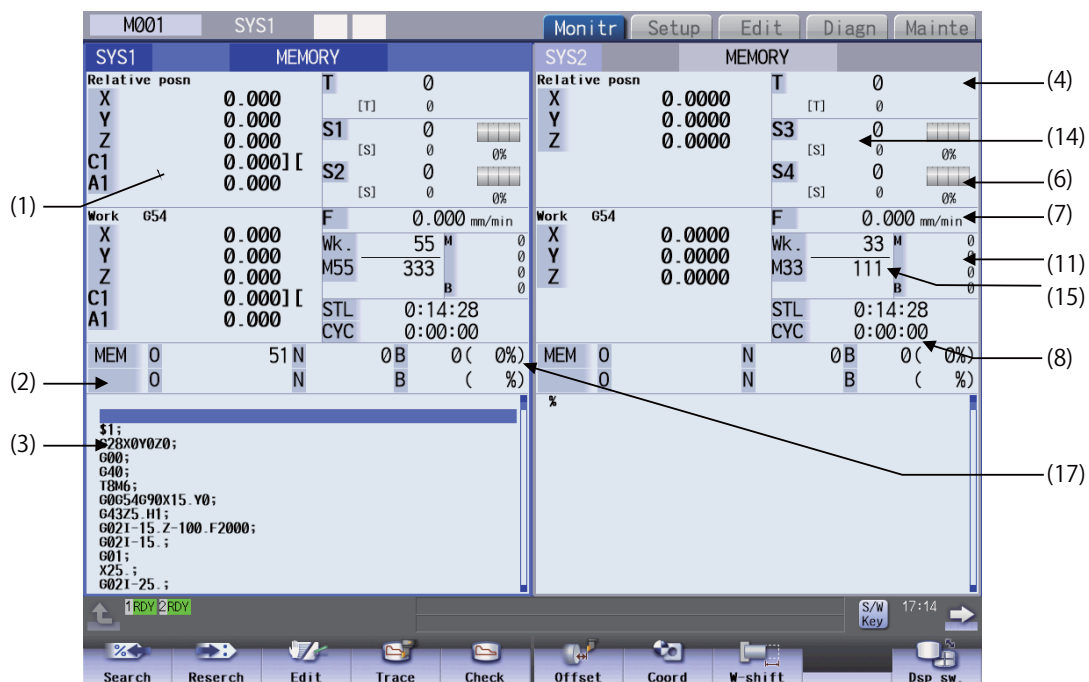 M001 SYS1 Monitr Setup Edit Diagn Mainte
SYS1 MEMORY
Relative posn
X 0.000
Y 0.000
Z 0.000
C1 0.000][
A1 0.000
T 0
[T] 0
S1 0
[S] 0 0%
S2 0
[S] 0 0%
Work G54
X 0.000
Y 0.000
Z 0.000
C1 0.000][
A1 0.000
F 0.000 mm/min
Wk. 55 M 0
M55 333 0
0
B 0
STL 0:14:28
CYC 0:00:00
MEM O 51 N 0 B 0( 0%)
O N B ( %)
$1;
G28X0Y0Z0;
G00;
G40;
T8M6;
G0G54G90X15.Y0;
G43Z5.H1;
G02I-15.Z-100.F2000;
G02I-15.;
G01;
X25.;
G02I-25.;
SYS2 MEMORY
Relative posn
X 0.0000
Y 0.0000
Z 0.0000
T 0
[T] 0
S3 0
[S] 0 0%
S4 0
[S] 0 0%
Work G54
X 0.0000
Y 0.0000
Z 0.0000
F 0.000 mm/min
Wk. 33 M 0
M33 111 0
0
B 0
STL 0:14:28
CYC 0:00:00
MEM O N 0 B 0( 0%)
O N B ( %)
%
1RDY 2RDY S/W Key 17:14
Search Reserch Edit Trace Check Offset Coord W-shift Dsp sw.
(1)
(2)
(3)
(4)
(14)
(6)
(7)
(11)
(15)
(8)
(17)